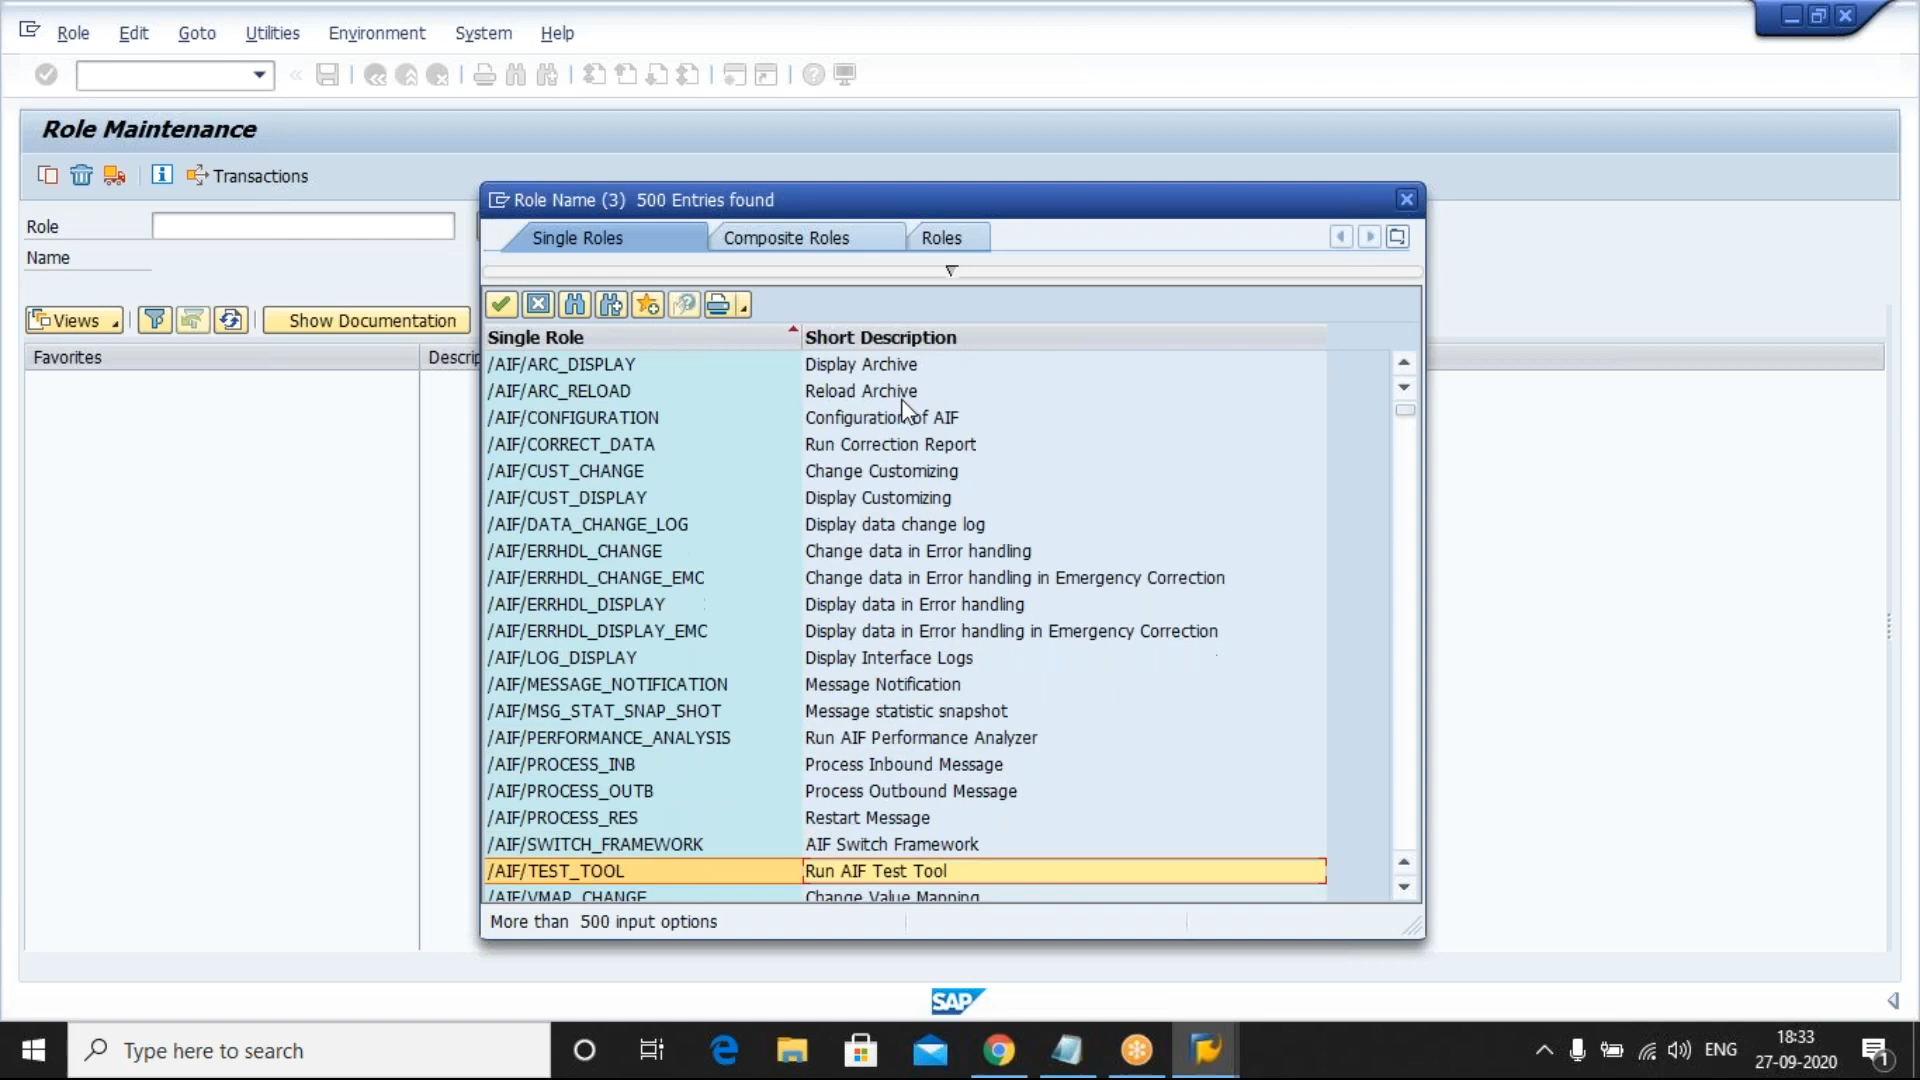 Role Edit Goto Utilities Environment System Help
Role Maintenance
Transactions
Role
Name
Views
Show Documentation
Favorites
Descrip
Role Name (3) 500 Entries found
Single Roles Composite Roles Roles
Single Role Short Description
/AIF/ARC_DISPLAY Display Archive
/AIF/ARC_RELOAD Reload Archive
/AIF/CONFIGURATION Configuration of AIF
/AIF/CORRECT_DATA Run Correction Report
/AIF/CUST_CHANGE Change Customizing
/AIF/CUST_DISPLAY Display Customizing
/AIF/DATA_CHANGE_LOG Display data change log
/AIF/ERRHDL_CHANGE Change data in Error handling
/AIF/ERRHDL_CHANGE_EMC Change data in Error handling in Emergency Correction
/AIF/ERRHDL_DISPLAY Display data in Error handling
/AIF/ERRHDL_DISPLAY_EMC Display data in Error handling in Emergency Correction
/AIF/LOG_DISPLAY Display Interface Logs
/AIF/MESSAGE_NOTIFICATION Message Notification
/AIF/MSG_STAT_SNAP_SHOT Message statistic snapshot
/AIF/PERFORMANCE_ANALYSIS Run AIF Performance Analyzer
/AIF/PROCESS_INB Process Inbound Message
/AIF/PROCESS_OUTB Process Outbound Message
/AIF/PROCESS_RES Restart Message
/AIF/SWITCH_FRAMEWORK AIF Switch Framework
/AIF/TEST_TOOL Run AIF Test Tool
/AIF/VMAP_CHANGE Change Value Mapping
More than 500 input options
SAP
Type here to search
ENG
18:33
27-09-2020
1